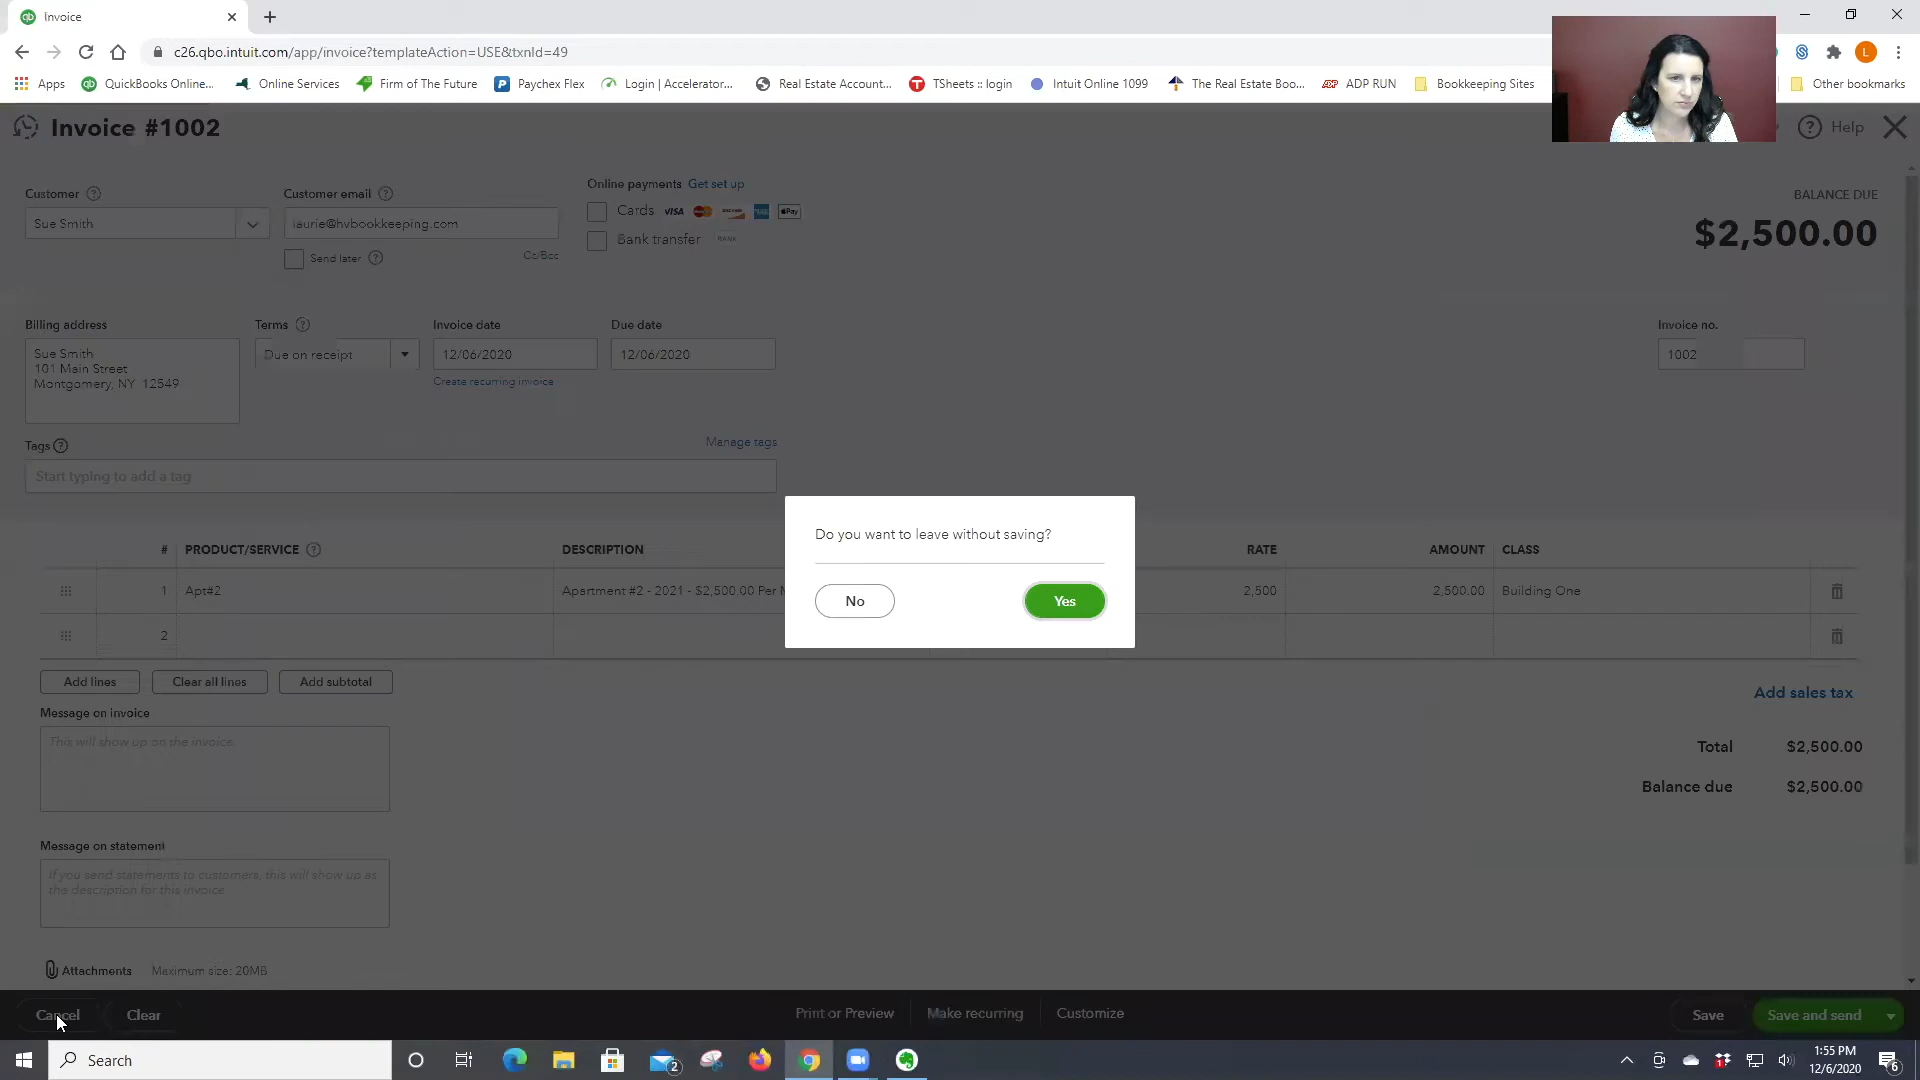 Invoice
c26.qbo.intuit.com/app/invoice?templateAction=USE&txnId=49
L
Apps
QuickBooks Online...
Online Services
Firm of The Future
Paychex Flex
Login | Accelerator...
Real Estate Account...
TSheets :: login
Intuit Online 1099
The Real Estate Boo...
ADP RUN
Bookkeeping Sites
Other bookmarks
Invoice #1002
Help
Customer
Customer email
Online payments Get set up
BALANCE DUE
Sue Smith
laurie@hvbookkeeping.com
Cards VISA
Pay
$2,500.00
Bank transfer BANK
Send later
Cc/Bcc
Billing address
Terms
Invoice date
Due date
Invoice no.
Sue Smith
101 Main Street
Montgomery, NY 12549
Due on receipt
12/06/2020
12/06/2020
1002
Create recurring invoice
Tags
Manage tags
Start typing to add a tag
Do you want to leave without saving?
No
Yes
# PRODUCT/SERVICE DESCRIPTION RATE AMOUNT CLASS
1 Apt#2 Apartment #2 - 2021 - $2,500.00 Per 2,500 2,500.00 Building One
2
Add lines
Clear all lines
Add subtotal
Add sales tax
Message on invoice
This will show up on the invoice.
Total $2,500.00
Balance due $2,500.00
Message on statement
If you send statements to customers, this will show up as
the description for this invoice
Attachments Maximum size: 20MB
Cancel
Clear
Print or Preview
Make recurring
Customize
Save
Save and send
Search
2
1:55 PM
12/6/2020
6